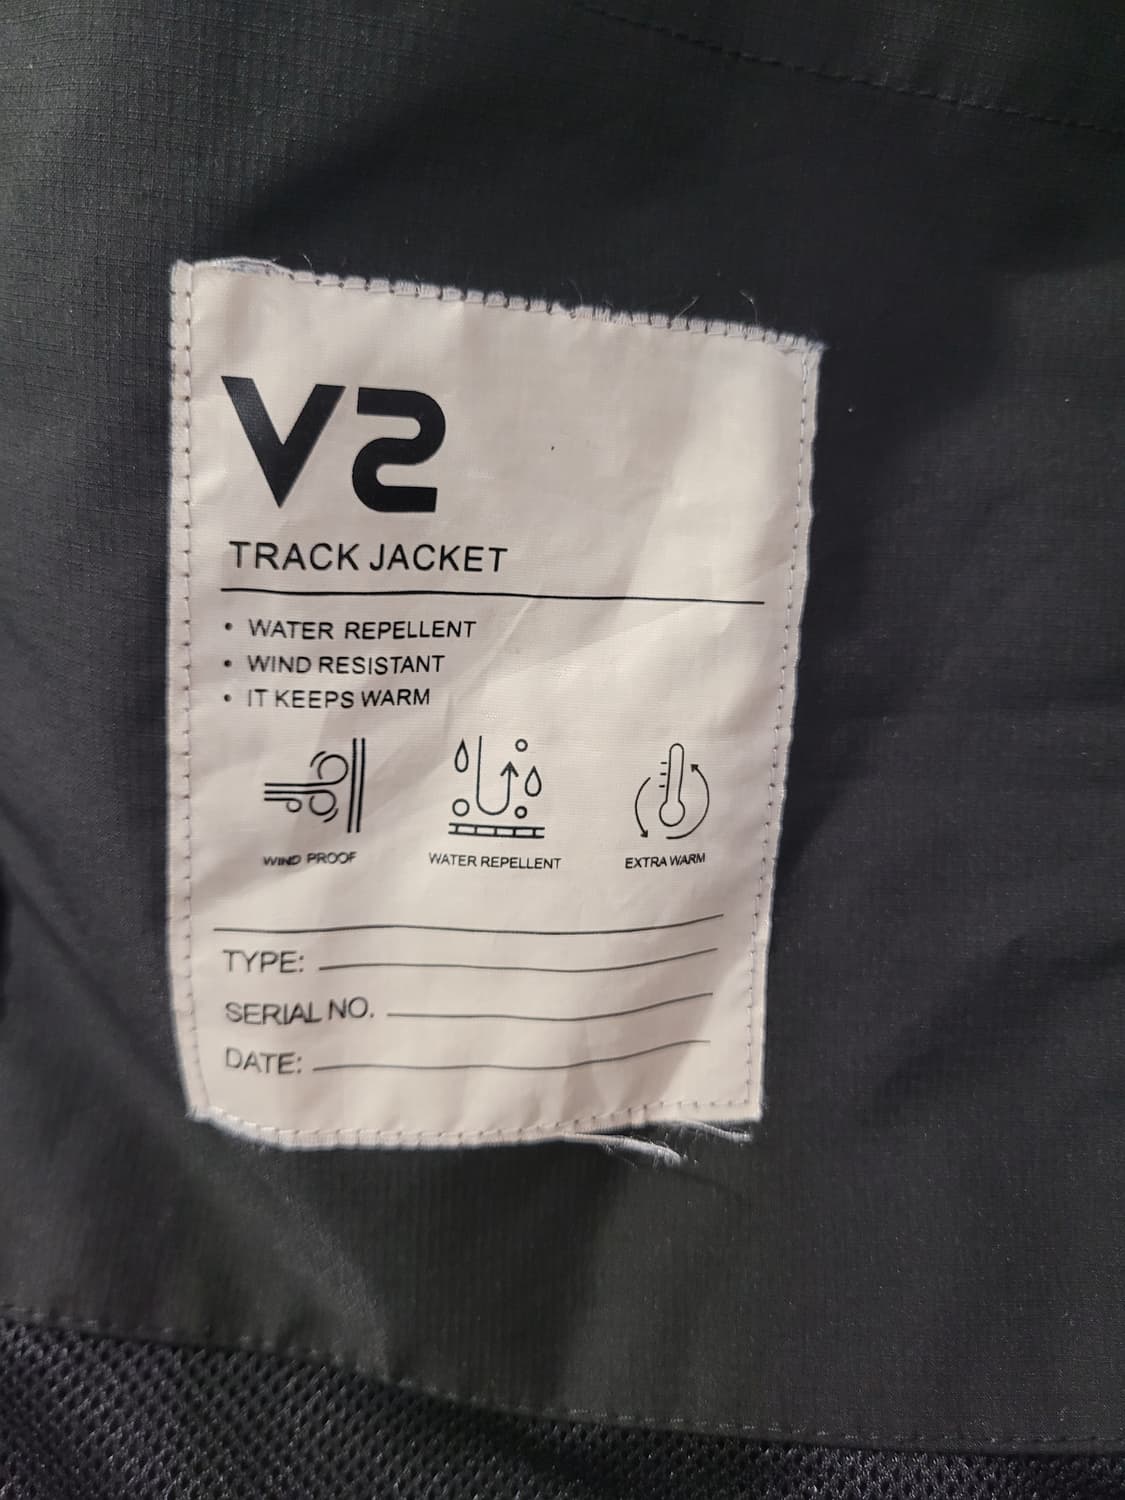 V2
TRACK JACKET
• WATER REPELLENT
• WIND RESISTANT
• IT KEEPS WARM
WIND PROOF
WATER REPELLENT
EXTRA WARM
TYPE:
SERIAL NO.
DATE: